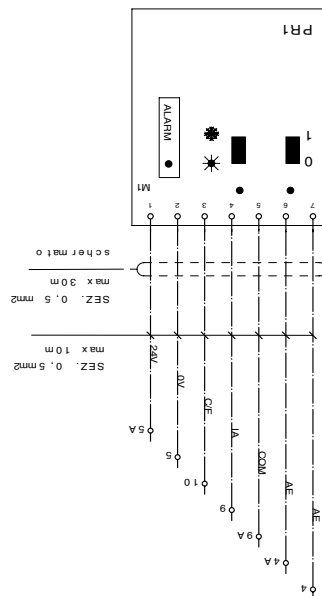 PR1
ALARM
1
0
M1
1 2 3 4 5 6 7
schermato
max 30m
SEZ. 0,5 mm2
max 10m
SEZ. 0,5mm2
24V
0V
C/F
IA
COM
AE
AE
5A
5
10
9
9A
4A
4